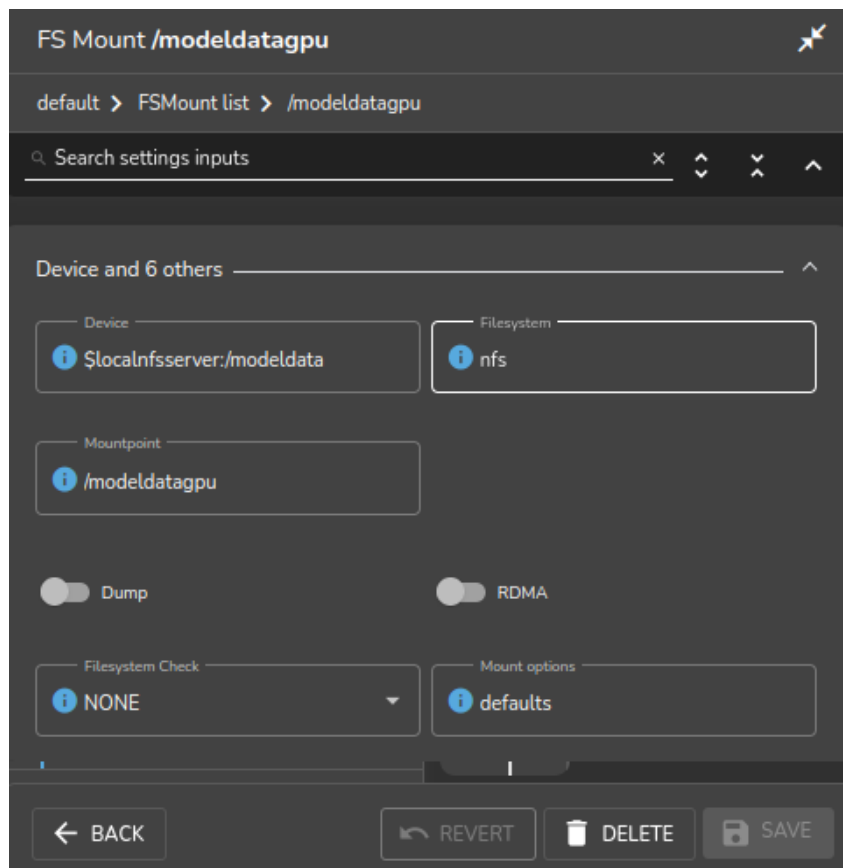 FS Mount /modeldatagpu
default > FSMount list > /modeldatagpu
Search settings inputs
Device and 6 others
Device
$localnfsserver:/modeldata
Filesystem
nfs
Mountpoint
/modeldatagpu
Dump
RDMA
Filesystem Check
NONE
Mount options
defaults
BACK
REVERT
DELETE
SAVE